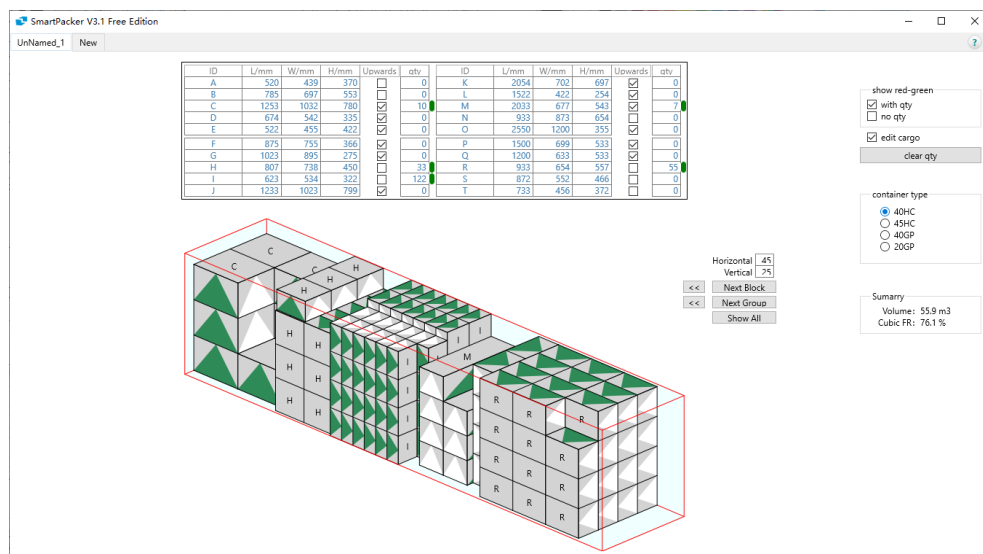 SmartPacker V3.1 Free Edition
UnNamed_1 New
?
ID L/mm W/mm H/mm Upwards qty ID L/mm W/mm H/mm Upwards qty
A 520 439 370 0 K 2054 702 697 0
B 785 697 553 0 L 1522 422 254 0
C 1253 1032 780 10 M 2033 677 543 7
D 674 542 335 0 N 933 873 654 0
E 522 455 422 0 O 2550 1200 355 0
F 875 755 366 0 P 1500 699 533 0
G 1023 895 275 0 Q 1200 633 533 0
H 807 738 450 33 R 933 654 557 55
I 623 534 322 122 S 872 552 466 0
J 1233 1023 799 0 T 733 456 372 0
show red-green
with qty
no qty
edit cargo
clear qty
container type
40HC
45HC
40GP
20GP
Horizontal 45
Vertical 25
<< Next Block
<< Next Group
Show All
Sumarry
Volume: 55.9 m3
Cubic FR: 76.1 %
C
C
C
H
H
H
H
H
H
H
H
H
I
I
I
I
I
I
M
R
R
R
R
R
R
R
R
R
R
R
R